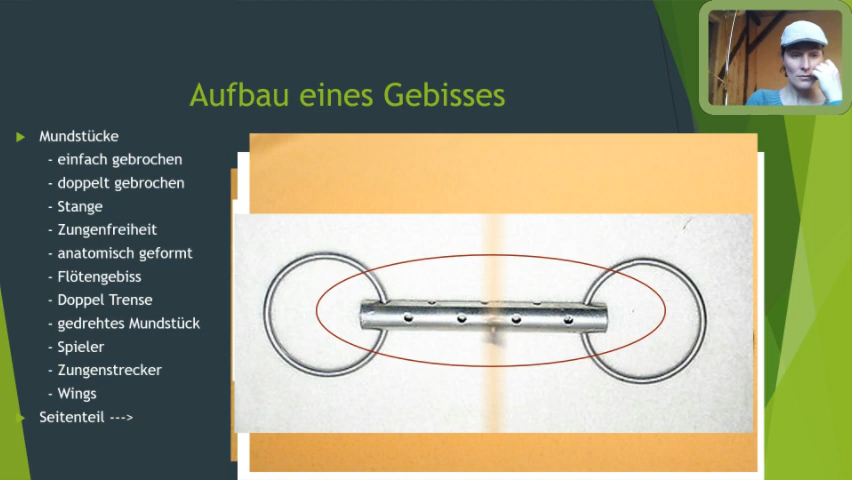 Aufbau eines Gebisses
Mundstücke
- einfach gebrochen
- doppelt gebrochen
- Stange
- Zungenfreiheit
- anatomisch geformt
- Flötengebiss
- Doppel Trense
- gedrehtes Mundstück
- Spieler
- Zungenstrecker
- Wings
Seitenteil --->